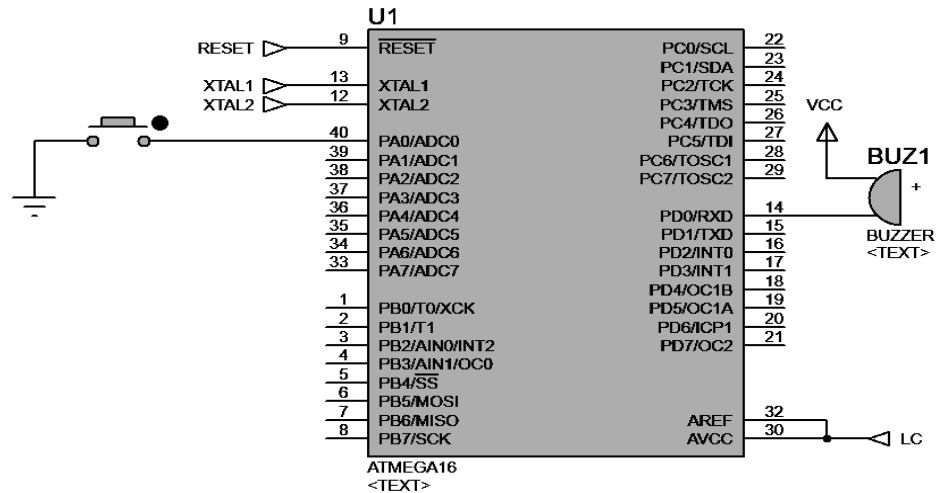 U1
RESET 9 RESET
XTAL1 13 XTAL1
XTAL2 12 XTAL2
40 PA0/ADC0
39 PA1/ADC1
38 PA2/ADC2
37 PA3/ADC3
36 PA4/ADC4
35 PA5/ADC5
34 PA6/ADC6
33 PA7/ADC7
1 PB0/T0/XCK
2 PB1/T1
3 PB2/AIN0/INT2
4 PB3/AIN1/OC0
5 PB4/SS
6 PB5/MOSI
7 PB6/MISO
8 PB7/SCK
PC0/SCL 22
PC1/SDA 23
PC2/TCK 24
PC3/TMS 25
PC4/TDO 26
PC5/TDI 27
PC6/TOSC1 28
PC7/TOSC2 29
PD0/RXD 14
PD1/TXD 15
PD2/INT0 16
PD3/INT1 17
PD4/OC1B 18
PD5/OC1A 19
PD6/ICP1 20
PD7/OC2 21
AREF 32
AVCC 30
LC
ATMEGA16
<TEXT>
VCC
BUZ1
+
BUZZER
<TEXT>